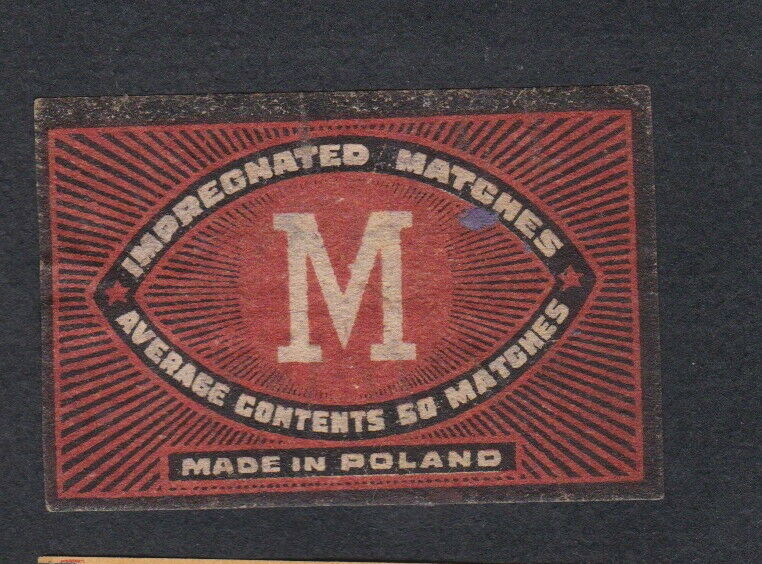 IMPREGNATED MATCHES
M
AVERAGE CONTENTS 50 MATCHES
MADE IN POLAND